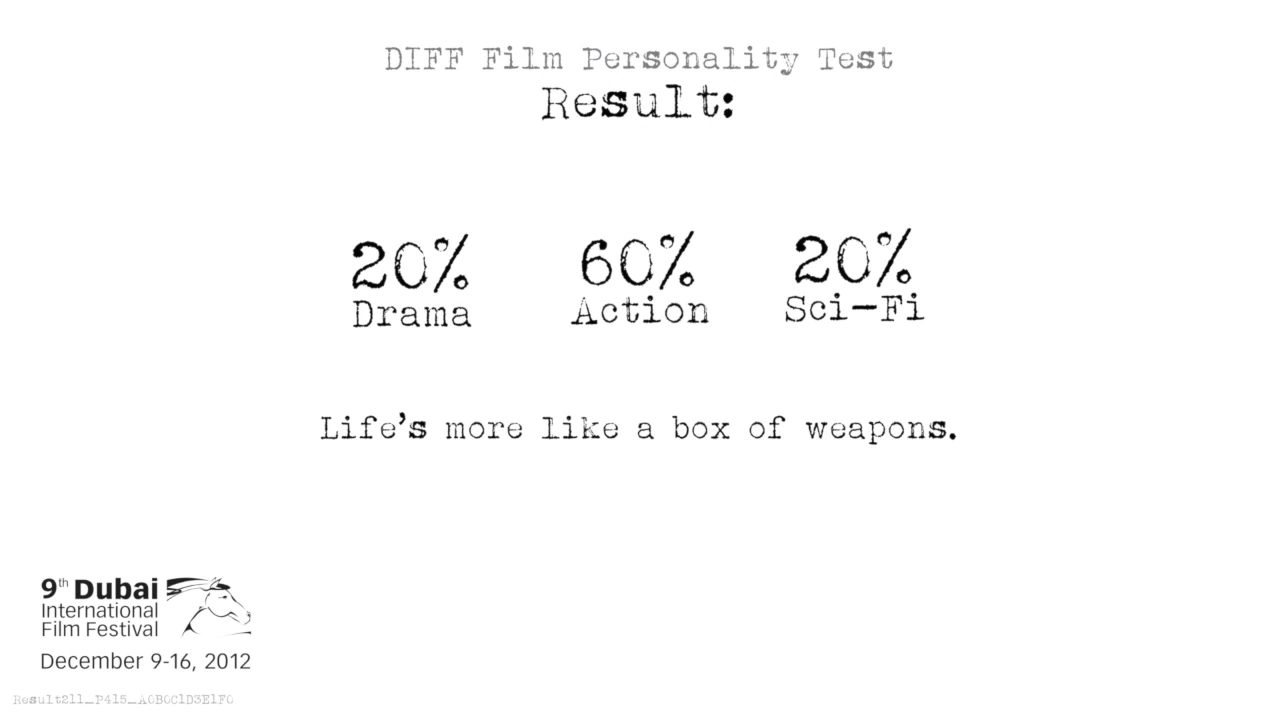 DIFF Film Personality Test
Result:
20% 60% 20%
Drama Action Sci-Fi
Life's more like a box of weapons.
9th Dubai
International
Film Festival
December 9-16, 2012
Result211_P415_A0B0C1D3E1F0